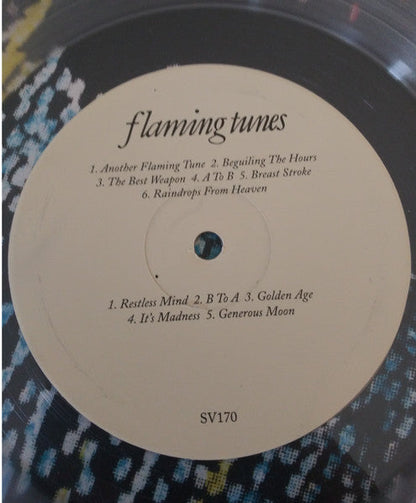 flaming tunes
1. Another Flaming Tune 2. Beguiling The Hours
3. The Best Weapon 4. A To B 5. Breast Stroke
6. Raindrops From Heaven
1. Restless Mind 2. B To A 3. Golden Age
4. It's Madness 5. Generous Moon
SV170